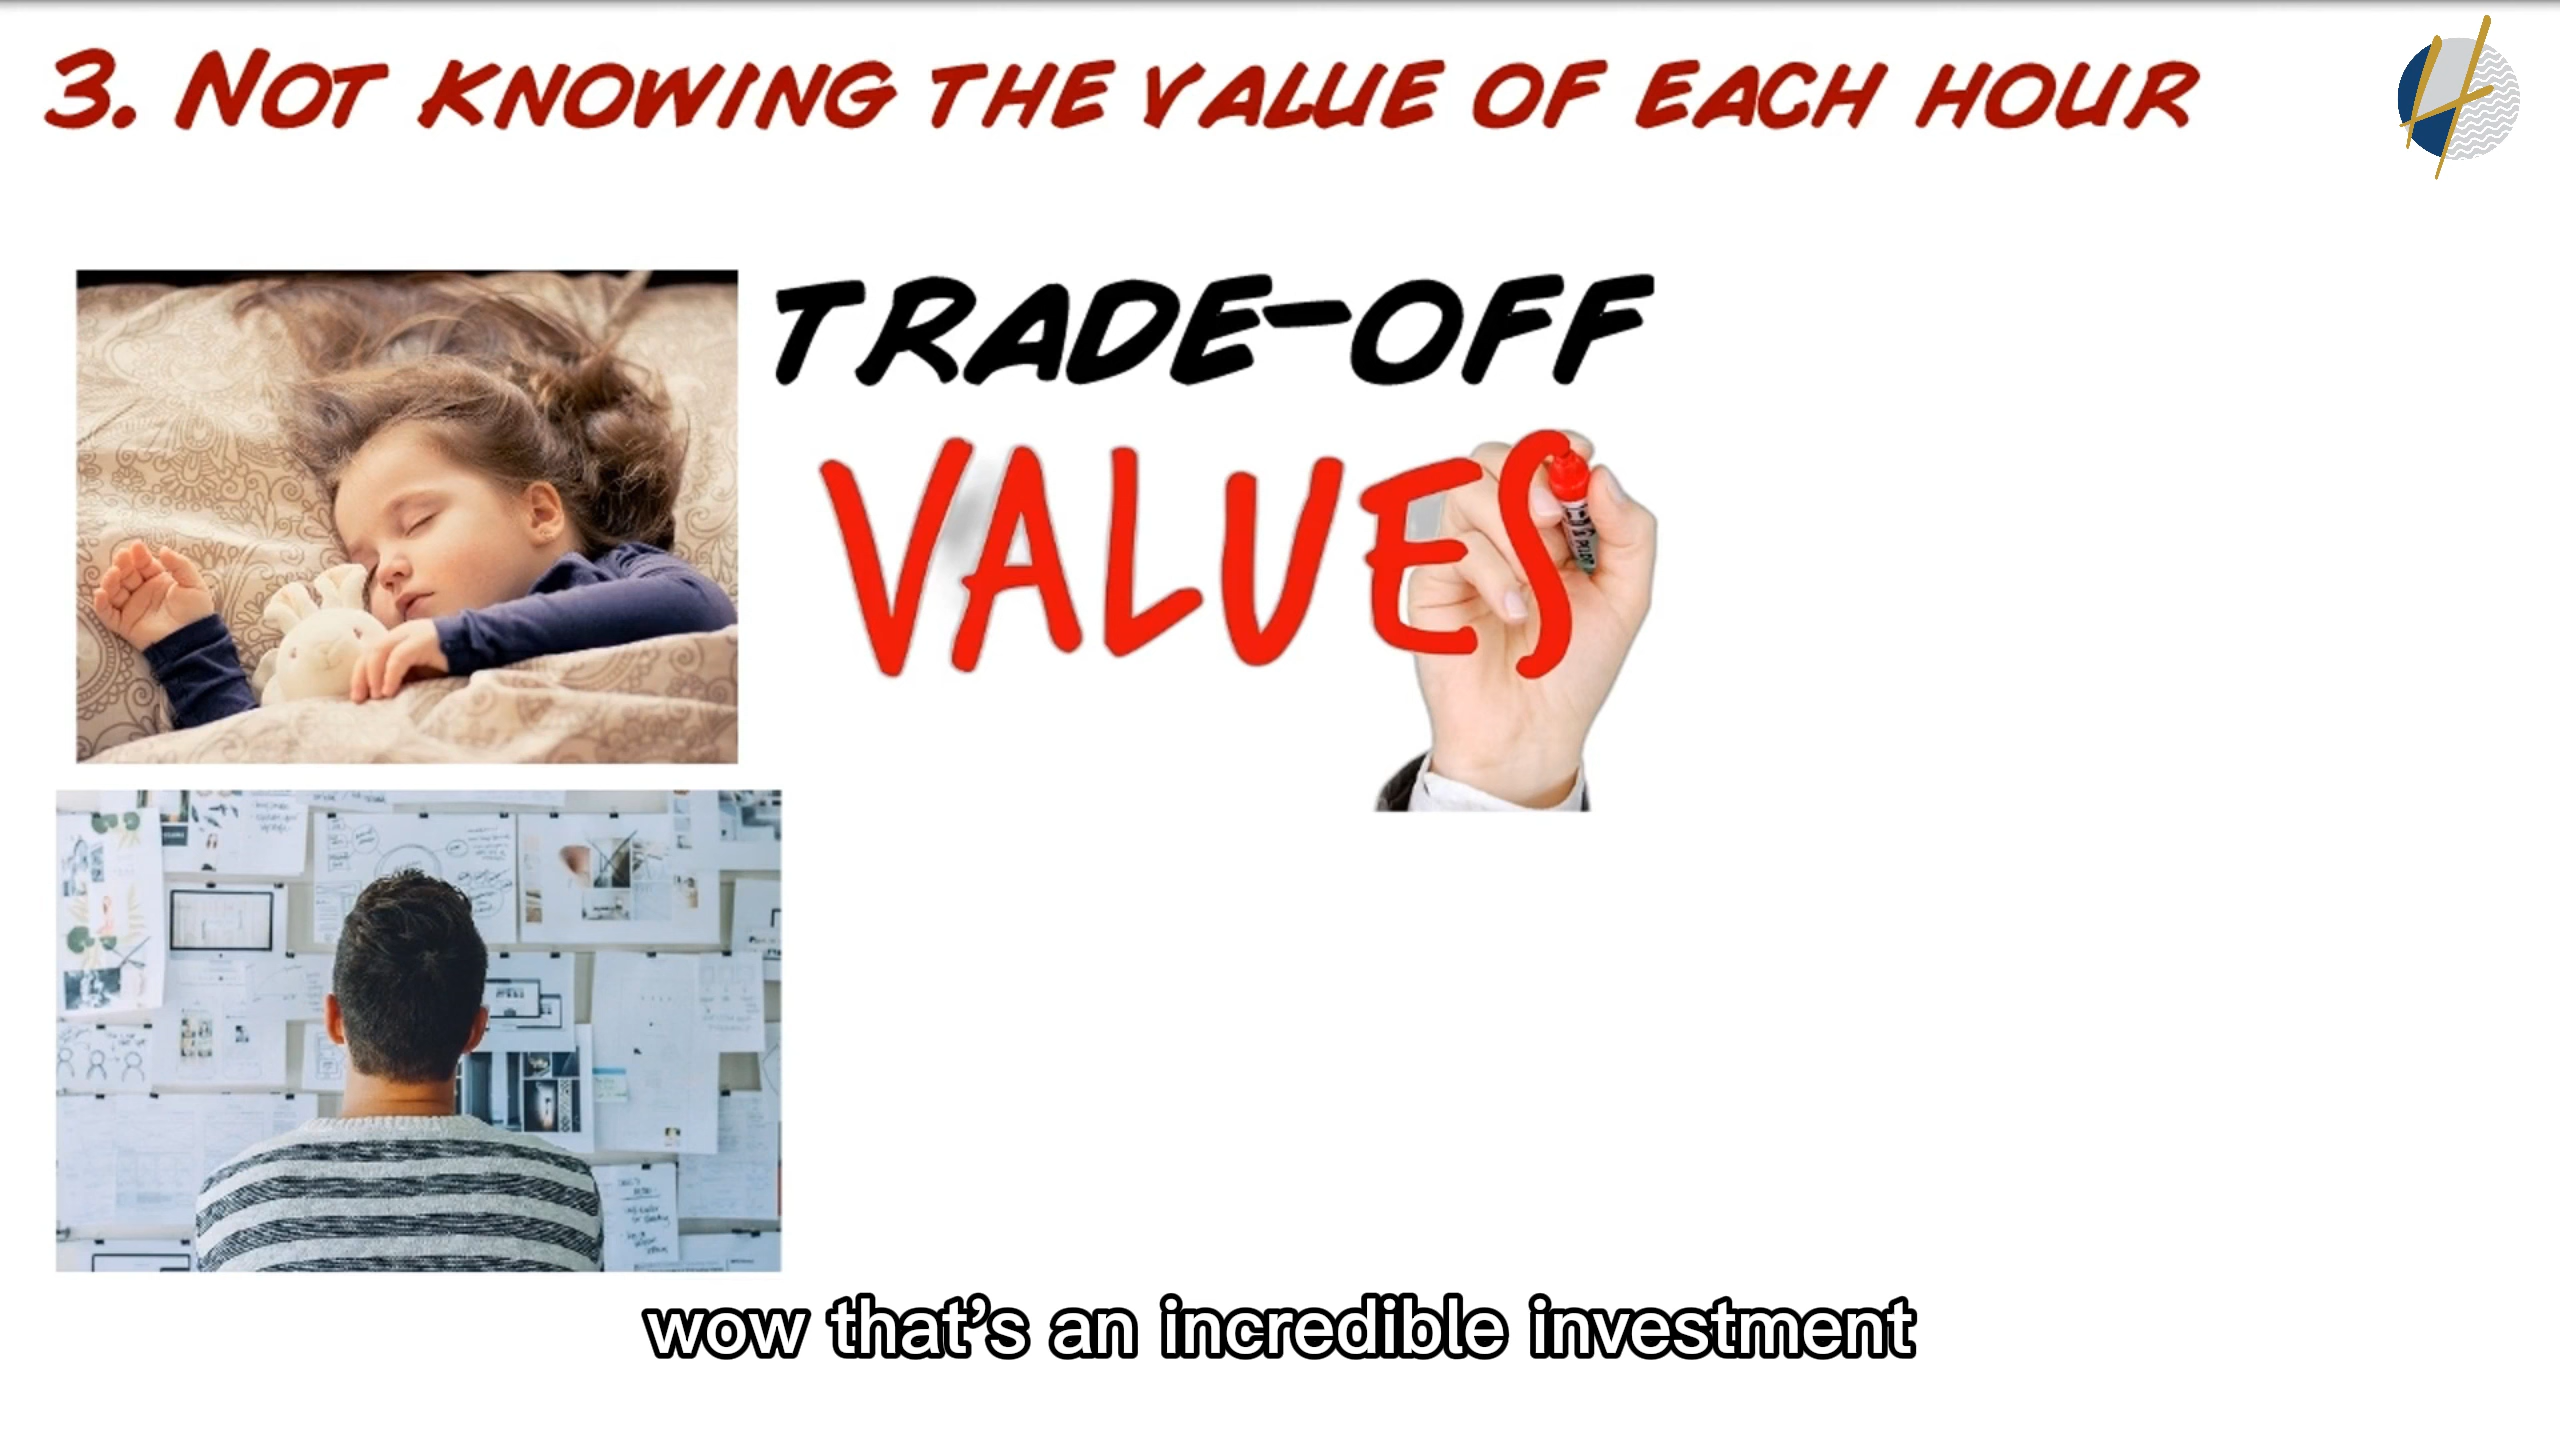 3. NOT KNOWING THE VALUE OF EACH HOUR
TRADE-OFF
VALUES
wow that's an incredible investment